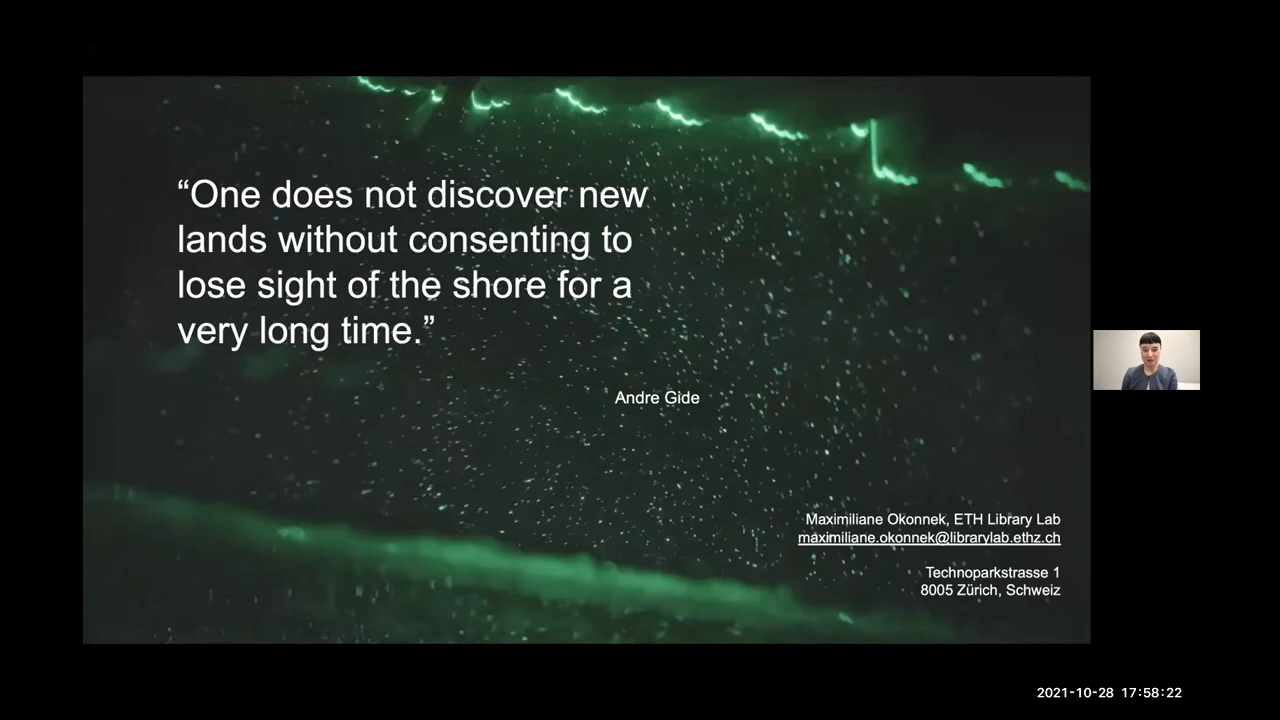 “One does not discover new
lands without consenting to
lose sight of the shore for a
very long time.”
Andre Gide
Maximiliane Okonnek, ETH Library Lab
maximiliane.okonnek@librarylab.ethz.ch
Technoparkstrasse 1
8005 Zürich, Schweiz
2021-10-28 17:58:22